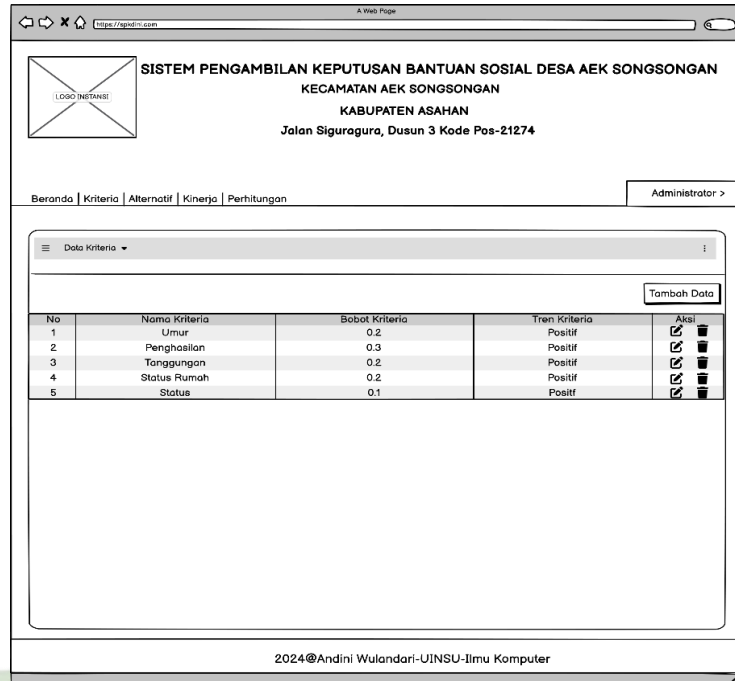 A Web Page
https://spkdini.com
SISTEM PENGAMBILAN KEPUTUSAN BANTUAN SOSIAL DESA AEK SONGSONGAN
KECAMATAN AEK SONGSONGAN
LOGO INSTANSI
KABUPATEN ASAHAN
Jalan Siguragura, Dusun 3 Kode Pos-21274
Beranda | Kriteria | Alternatif | Kinerja | Perhitungan
Administrator >
Data Kriteria
Tambah Data
No Nama Kriteria Bobot Kriteria Tren Kriteria Aksi
1 Umur 0.2 Positif
2 Penghasilan 0.3 Positif
3 Tanggungan 0.2 Positif
4 Status Rumah 0.2 Positif
5 Status 0.1 Positf
2024@Andini Wulandari-UINSU-Ilmu Komputer